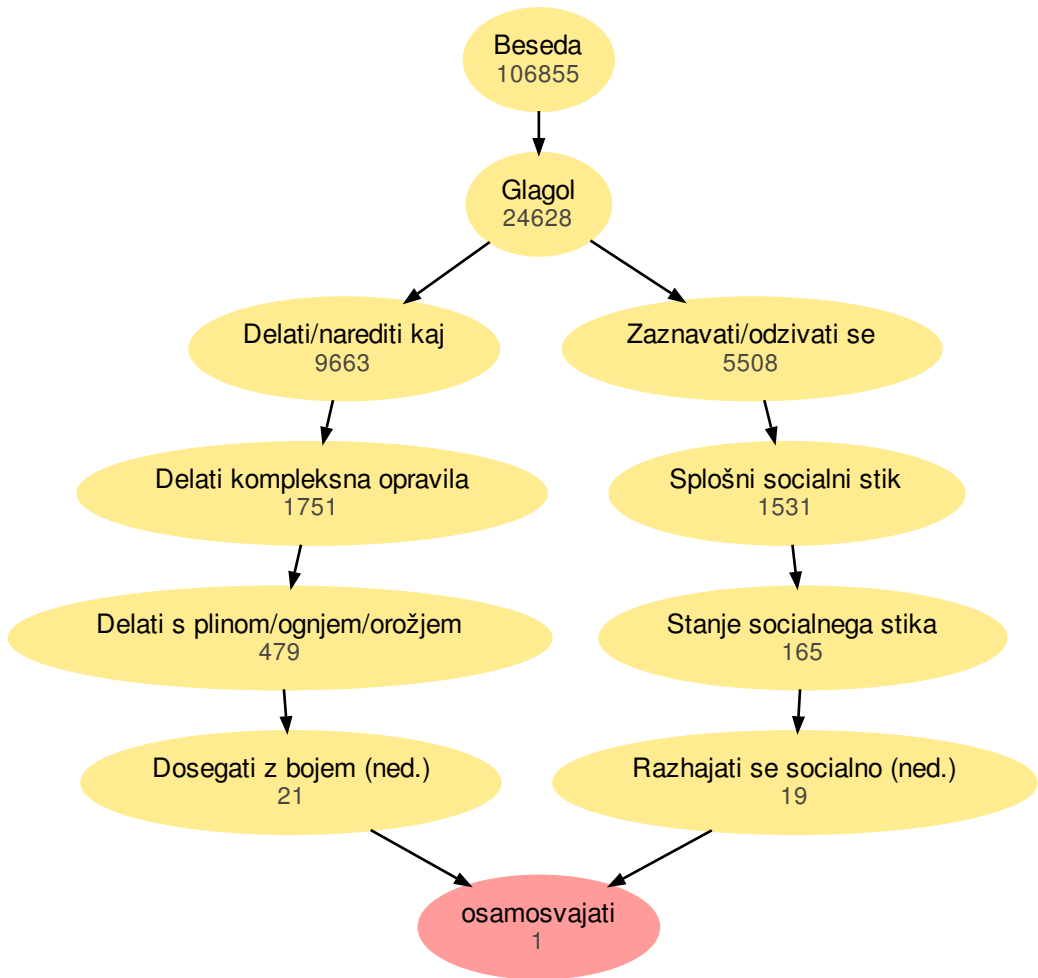 Beseda
106855
Glagol
24628
Delati/narediti kaj
9663
Zaznavati/odzivati se
5508
Delati kompleksna opravila
1751
Splošni socialni stik
1531
Delati s plinom/ognjem/orožjem
479
Stanje socialnega stika
165
Dosegati z bojem (ned.)
21
Razhajati se socialno (ned.)
19
osamosvajati
1